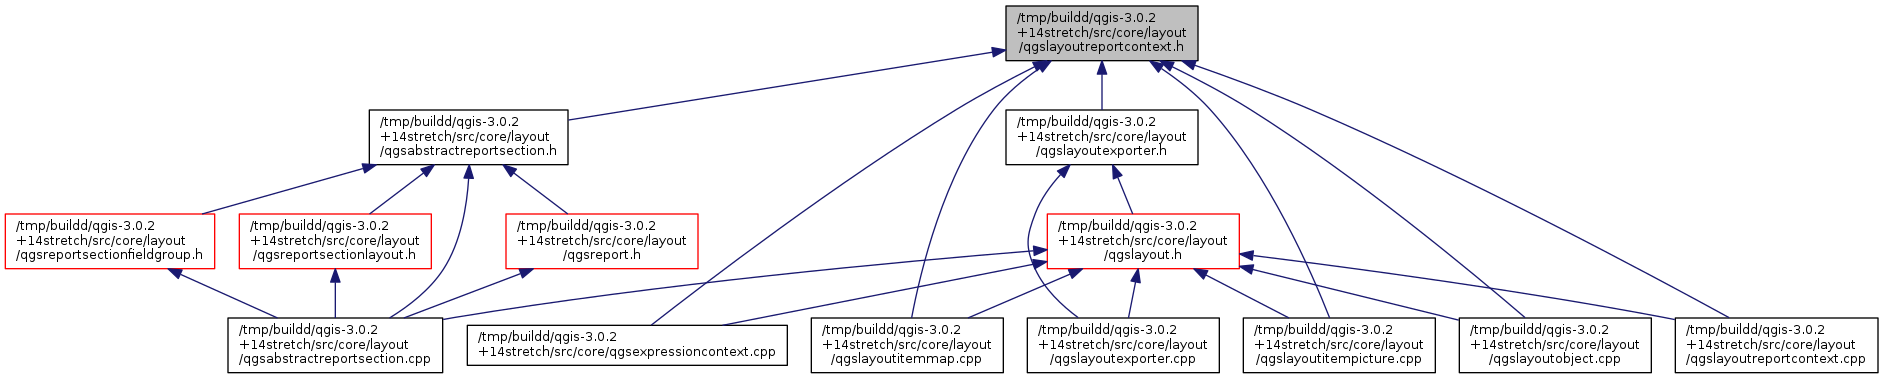 /tmp/buildd/qgis-3.0.2
+14stretch/src/core/layout
/qgslayoutreportcontext.h
/tmp/buildd/qgis-3.0.2
+14stretch/src/core/layout
/qgsabstractreportsection.h
/tmp/buildd/qgis-3.0.2
+14stretch/src/core/layout
/qgslayoutexporter.h
/tmp/buildd/qgis-3.0.2
+14stretch/src/core/layout
/qgsreportsectionfieldgroup.h
/tmp/buildd/qgis-3.0.2
+14stretch/src/core/layout
/qgsreportsectionlayout.h
/tmp/buildd/qgis-3.0.2
+14stretch/src/core/layout
/qgsreport.h
/tmp/buildd/qgis-3.0.2
+14stretch/src/core/layout
/qgslayout.h
/tmp/buildd/qgis-3.0.2
+14stretch/src/core/layout
/qgsabstractreportsection.cpp
/tmp/buildd/qgis-3.0.2
+14stretch/src/core/qgsexpressioncontext.cpp
/tmp/buildd/qgis-3.0.2
+14stretch/src/core/layout
/qgslayoutitemmap.cpp
/tmp/buildd/qgis-3.0.2
+14stretch/src/core/layout
/qgslayoutexporter.cpp
/tmp/buildd/qgis-3.0.2
+14stretch/src/core/layout
/qgslayoutitempicture.cpp
/tmp/buildd/qgis-3.0.2
+14stretch/src/core/layout
/qgslayoutobject.cpp
/tmp/buildd/qgis-3.0.2
+14stretch/src/core/layout
/qgslayoutreportcontext.cpp